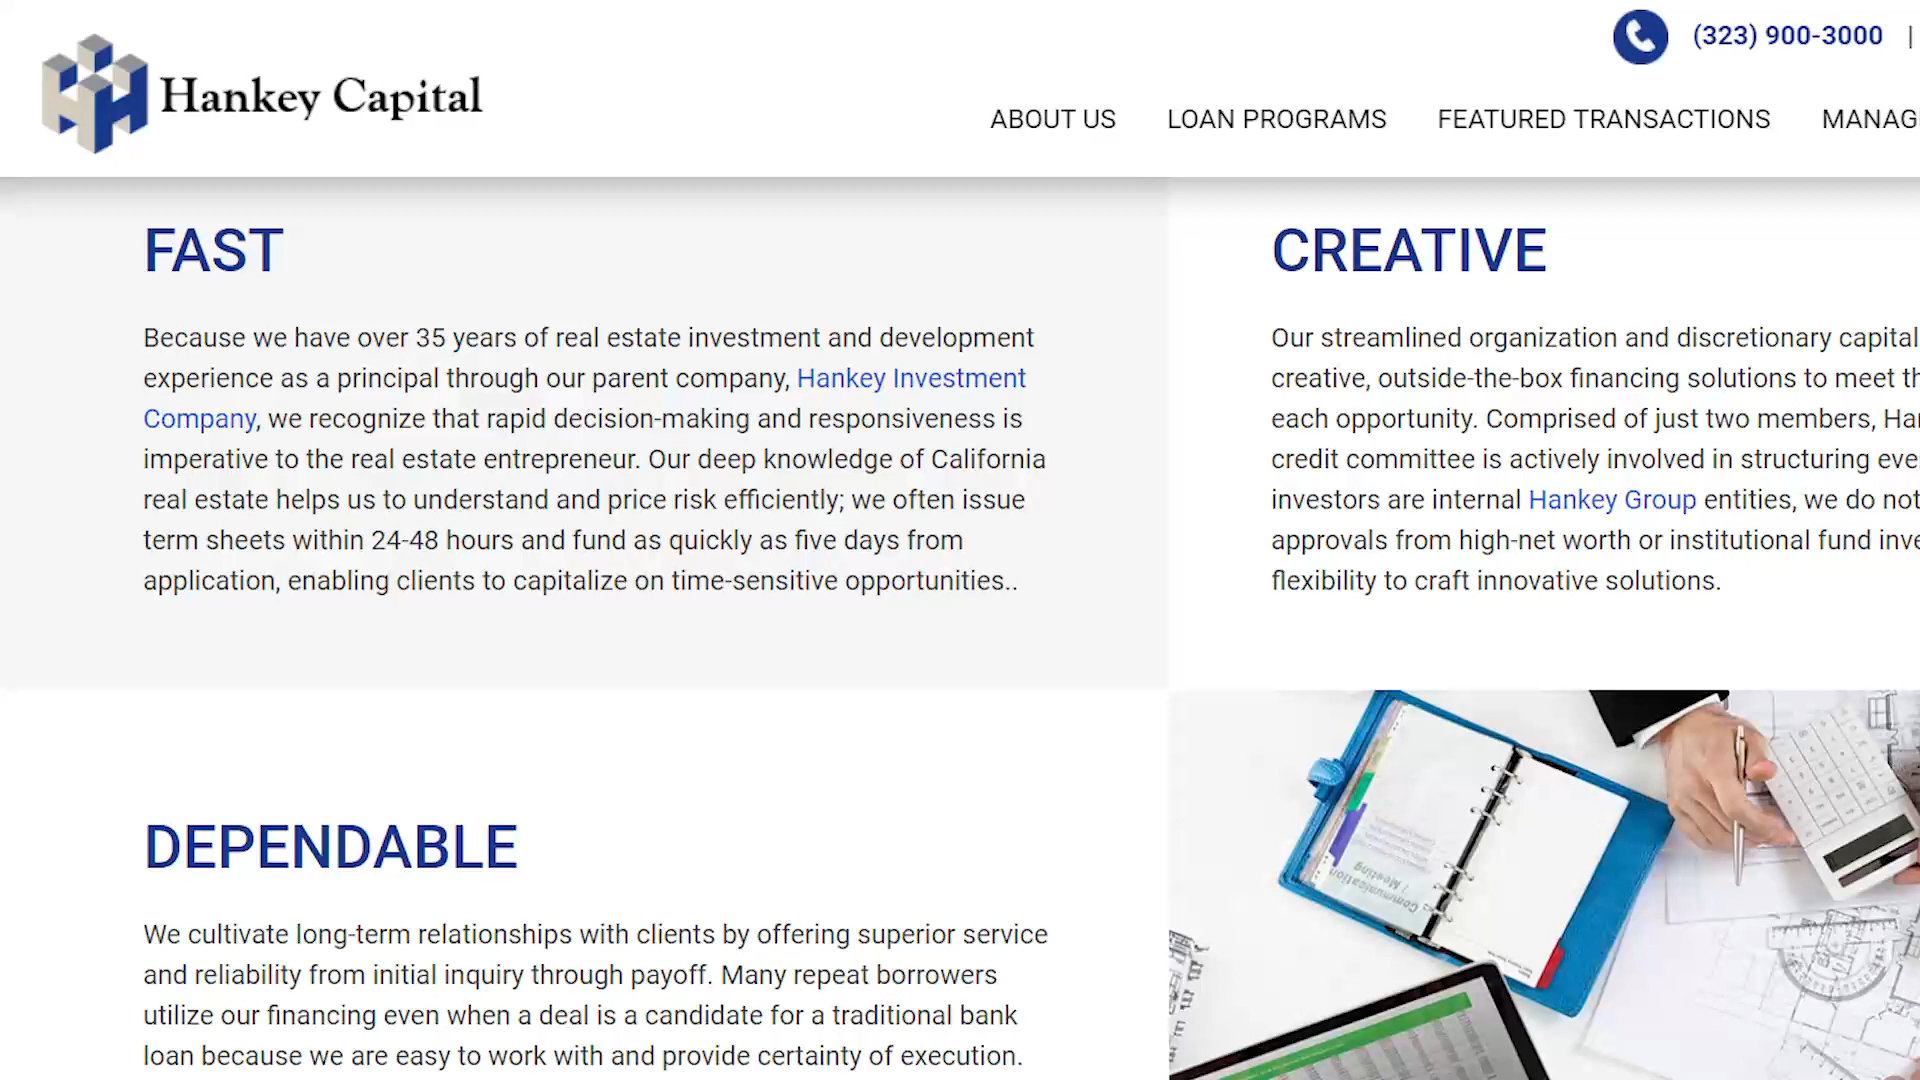 Hankey Capital
(323) 900-3000 |
ABOUT US LOAN PROGRAMS FEATURED TRANSACTIONS MANAG
FAST
Because we have over 35 years of real estate investment and development
experience as a principal through our parent company, Hankey Investment
Company, we recognize that rapid decision-making and responsiveness is
imperative to the real estate entrepreneur. Our deep knowledge of California
real estate helps us to understand and price risk efficiently; we often issue
term sheets within 24-48 hours and fund as quickly as five days from
application, enabling clients to capitalize on time-sensitive opportunities..
CREATIVE
Our streamlined organization and discretionary capital
creative, outside-the-box financing solutions to meet th
each opportunity. Comprised of just two members, Han
credit committee is actively involved in structuring eve
investors are internal Hankey Group entities, we do not
approvals from high-net worth or institutional fund inve
flexibility to craft innovative solutions.
DEPENDABLE
We cultivate long-term relationships with clients by offering superior service
and reliability from initial inquiry through payoff. Many repeat borrowers
utilize our financing even when a deal is a candidate for a traditional bank
loan because we are easy to work with and provide certainty of execution.
Communication
/ Meeting